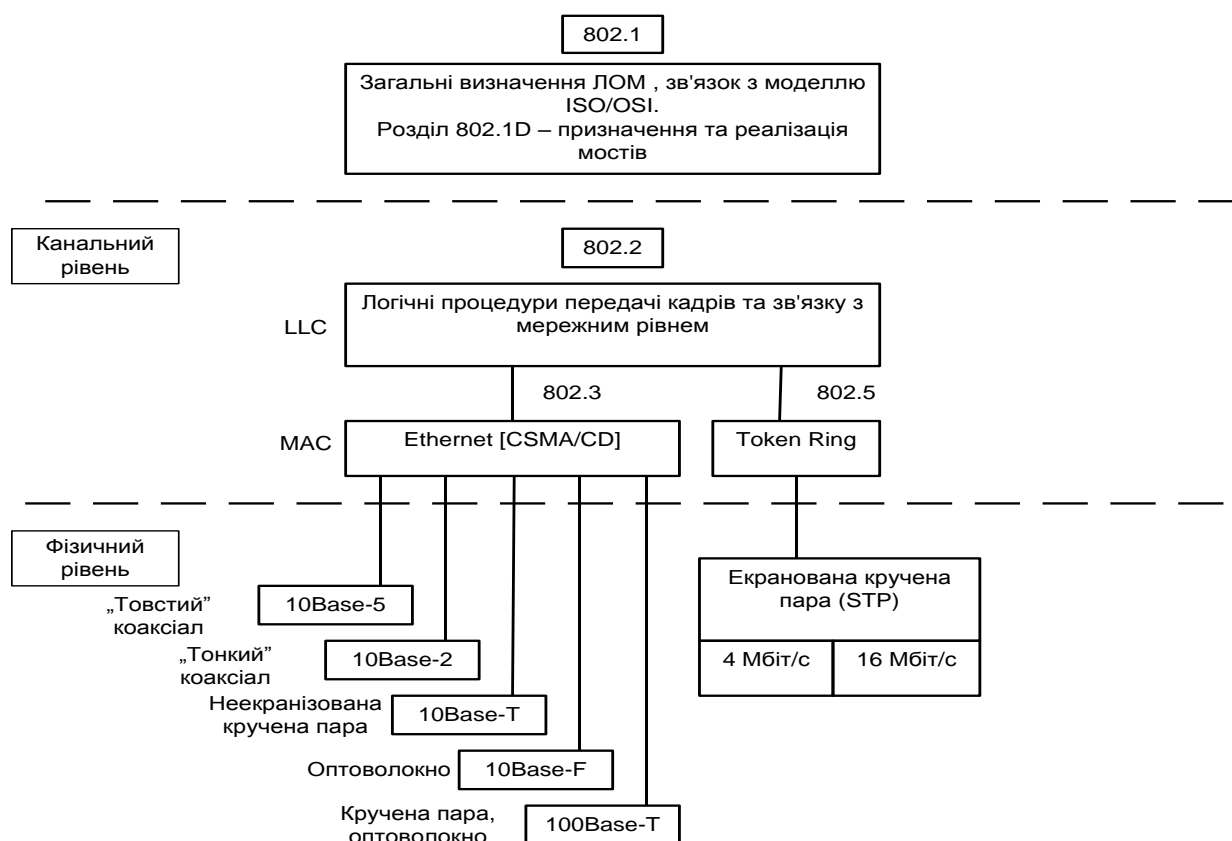 802.1
Загальні визначення ЛОМ , зв'язок з моделлю
ISO/OSI.
Розділ 802.1D – призначення та реалізація
мостів
Канальний
рівень
802.2
LLC
Логічні процедури передачі кадрів та зв'язку з
мережним рівнем
802.3
802.5
MAC
Ethernet [CSMA/CD]
Token Ring
Фізичний
рівень
„Товстий”
коаксіал
10Base-5
„Тонкий”
коаксіал
10Base-2
Неекранізована
кручена пара
10Base-T
Оптоволокно
10Base-F
Кручена пара,
оптоволокно
100Base-T
Екранована кручена
пара (STP)
4 Мбіт/с
16 Мбіт/с